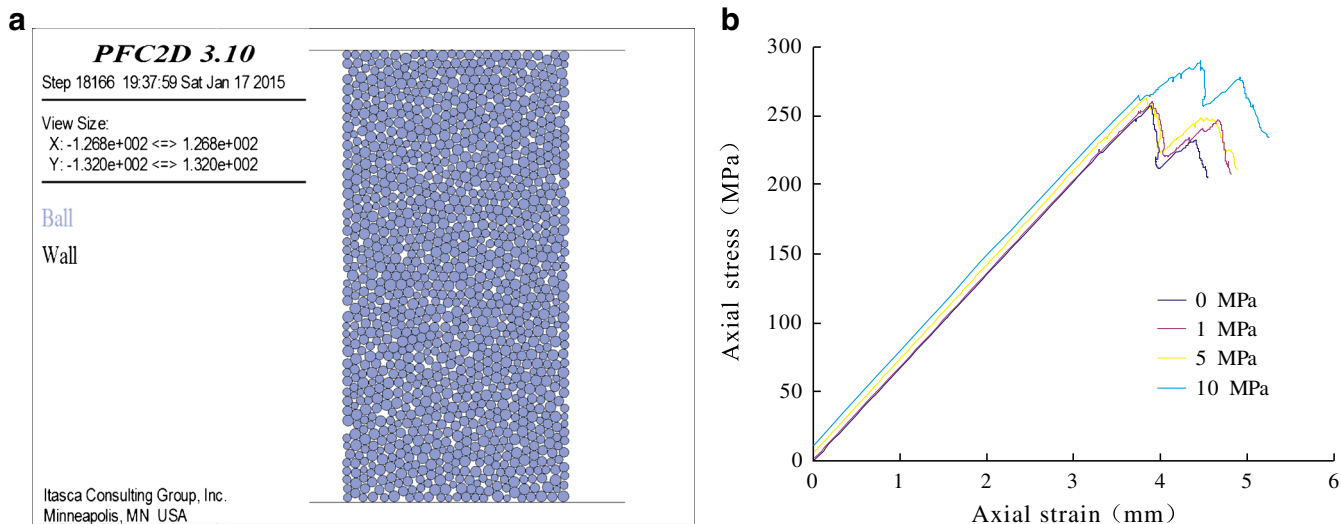 a
PFC2D 3.10
Step 18166 19:37:59 Sat Jan 17 2015
View Size:
X: -1.268e+002 <=> 1.268e+002
Y: -1.320e+002 <=> 1.320e+002
Ball
Wall
Itasca Consulting Group, Inc.
Minneapolis, MN USA
b
Axial stress (MPa)
300
250
200
150
100
50
0
0 MPa
1 MPa
5 MPa
10 MPa
0 1 2 3 4 5 6
Axial strain (mm)